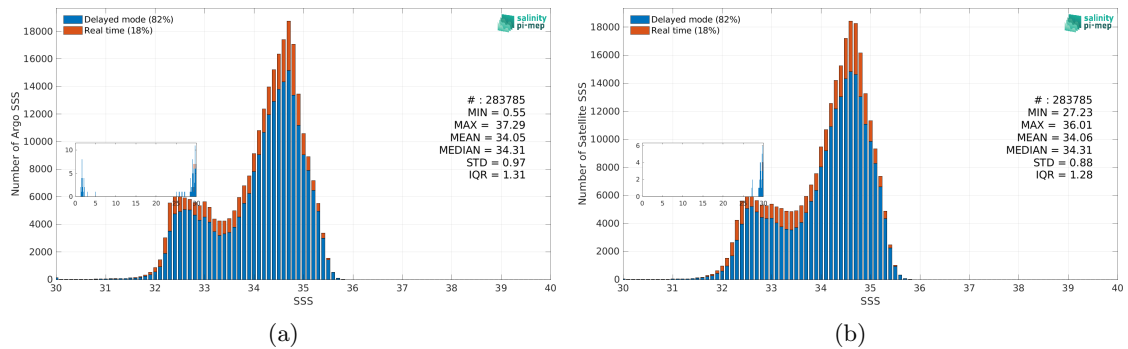 Delayed mode (82%)
Real time (18%)
salinity
pi-mep
18000
16000
14000
12000
10000
8000
6000
4000
2000
0
Number of Argo SSS
# : 283785
MIN = 0.55
MAX = 37.29
MEAN = 34.05
MEDIAN = 34.31
STD = 0.97
IQR = 1.31
10
5
0
0 5 10 15 20 25 30
30 31 32 33 34 35 36 37 38 39 40
SSS
(a)
Delayed mode (82%)
Real time (18%)
salinity
pi-mep
18000
16000
14000
12000
10000
8000
6000
4000
2000
0
Number of Satellite SSS
# : 283785
MIN = 27.23
MAX = 36.01
MEAN = 34.06
MEDIAN = 34.31
STD = 0.88
IQR = 1.28
6
4
2
0
0 5 10 15 20 25 30
30 31 32 33 34 35 36 37 38 39 40
SSS
(b)